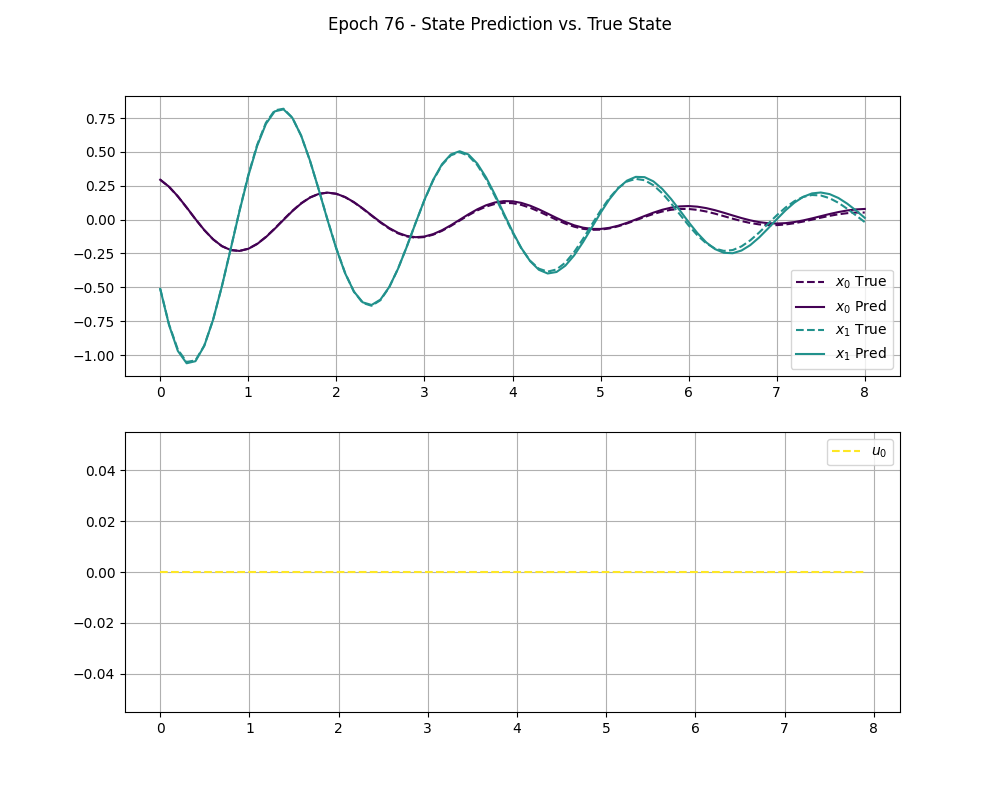 Epoch 76 - State Prediction vs. True State
0.75
0.50
0.25
0.00
−0.25
−0.50
−0.75
−1.00
x₀ True
x₀ Pred
x₁ True
x₁ Pred
0 1 2 3 4 5 6 7 8
u₀
0.04
0.02
0.00
−0.02
−0.04
0 1 2 3 4 5 6 7 8